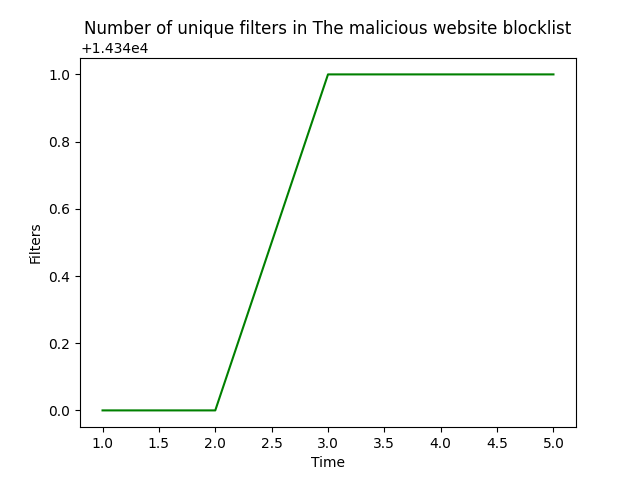 Number of unique filters in The malicious website blocklist
+1.434e4
1.0
0.8
0.6
0.4
0.2
0.0
Filters
1.0 1.5 2.0 2.5 3.0 3.5 4.0 4.5 5.0
Time